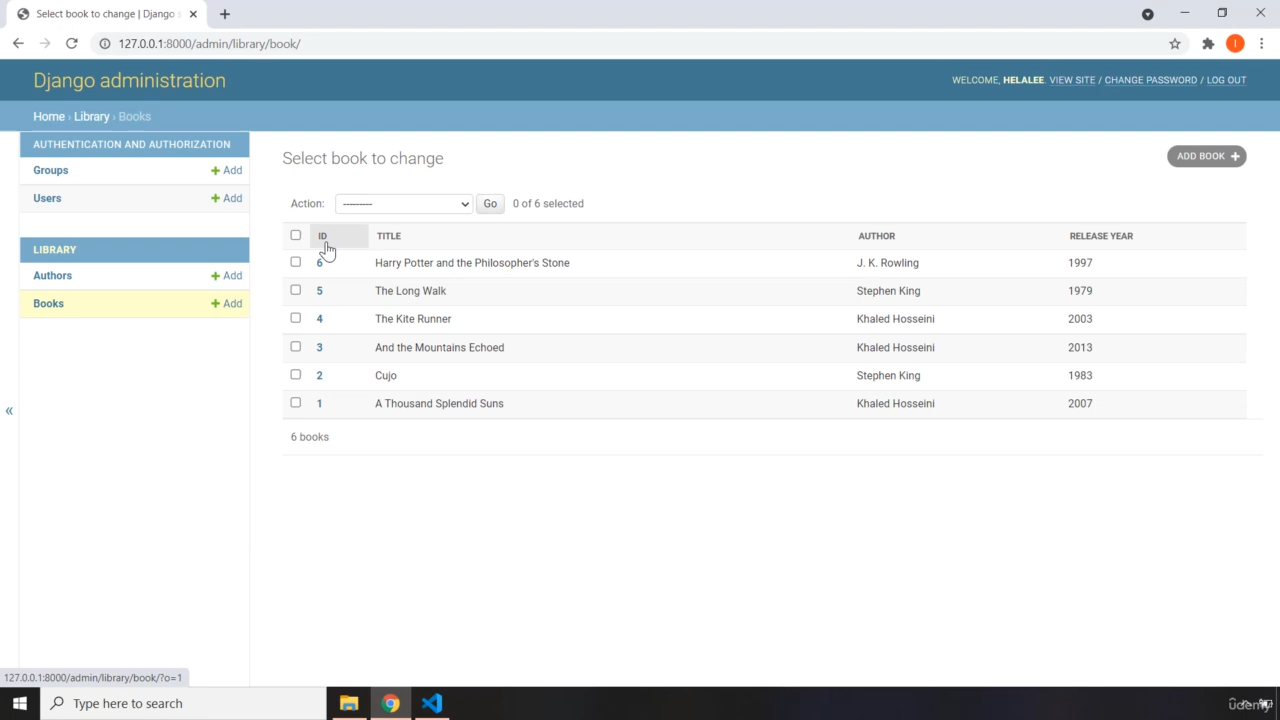 Select book to change | Django s
127.0.0.1:8000/admin/library/book/
I
Django administration
WELCOME, HELALEE. VIEW SITE / CHANGE PASSWORD / LOG OUT
Home › Library › Books
AUTHENTICATION AND AUTHORIZATION
Groups + Add
Users + Add
LIBRARY
Authors + Add
Books + Add
«
Select book to change
ADD BOOK +
Action: --------- Go 0 of 6 selected
ID TITLE AUTHOR RELEASE YEAR
6 Harry Potter and the Philosopher's Stone J. K. Rowling 1997
5 The Long Walk Stephen King 1979
4 The Kite Runner Khaled Hosseini 2003
3 And the Mountains Echoed Khaled Hosseini 2013
2 Cujo Stephen King 1983
1 A Thousand Splendid Suns Khaled Hosseini 2007
6 books
127.0.0.1:8000/admin/library/book/?o=1
Type here to search
udemy